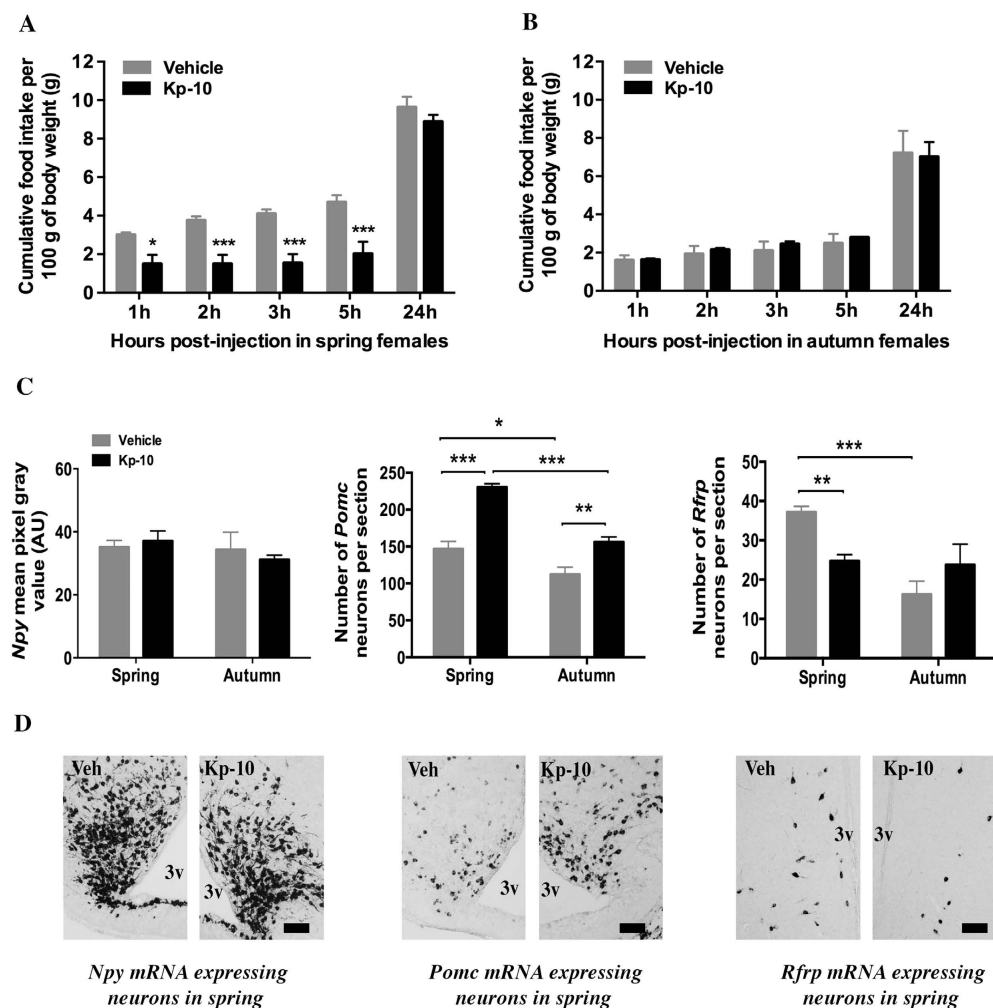 A
Cumulative food intake per
100 g of body weight (g)
12
10
8
6
4
2
0
Vehicle
Kp-10
*
***
***
***
1h 2h 3h 5h 24h
Hours post-injection in spring females
B
Cumulative food intake per
100 g of body weight (g)
12
10
8
6
4
2
0
Vehicle
Kp-10
1h 2h 3h 5h 24h
Hours post-injection in autumn females
C
Npy mean pixel gray
value (AU)
60
40
20
0
Vehicle
Kp-10
Spring Autumn
Number of Pomc
neurons per section
250
200
150
100
50
0
*
***
***
**
Spring Autumn
Number of Rfrp
neurons per section
50
40
30
20
10
0
***
**
Spring Autumn
D
Veh
3v
Kp-10
3v
Npy mRNA expressing
neurons in spring
Veh
3v
Kp-10
3v
Pomc mRNA expressing
neurons in spring
Veh
3v
Kp-10
3v
Rfrp mRNA expressing
neurons in spring